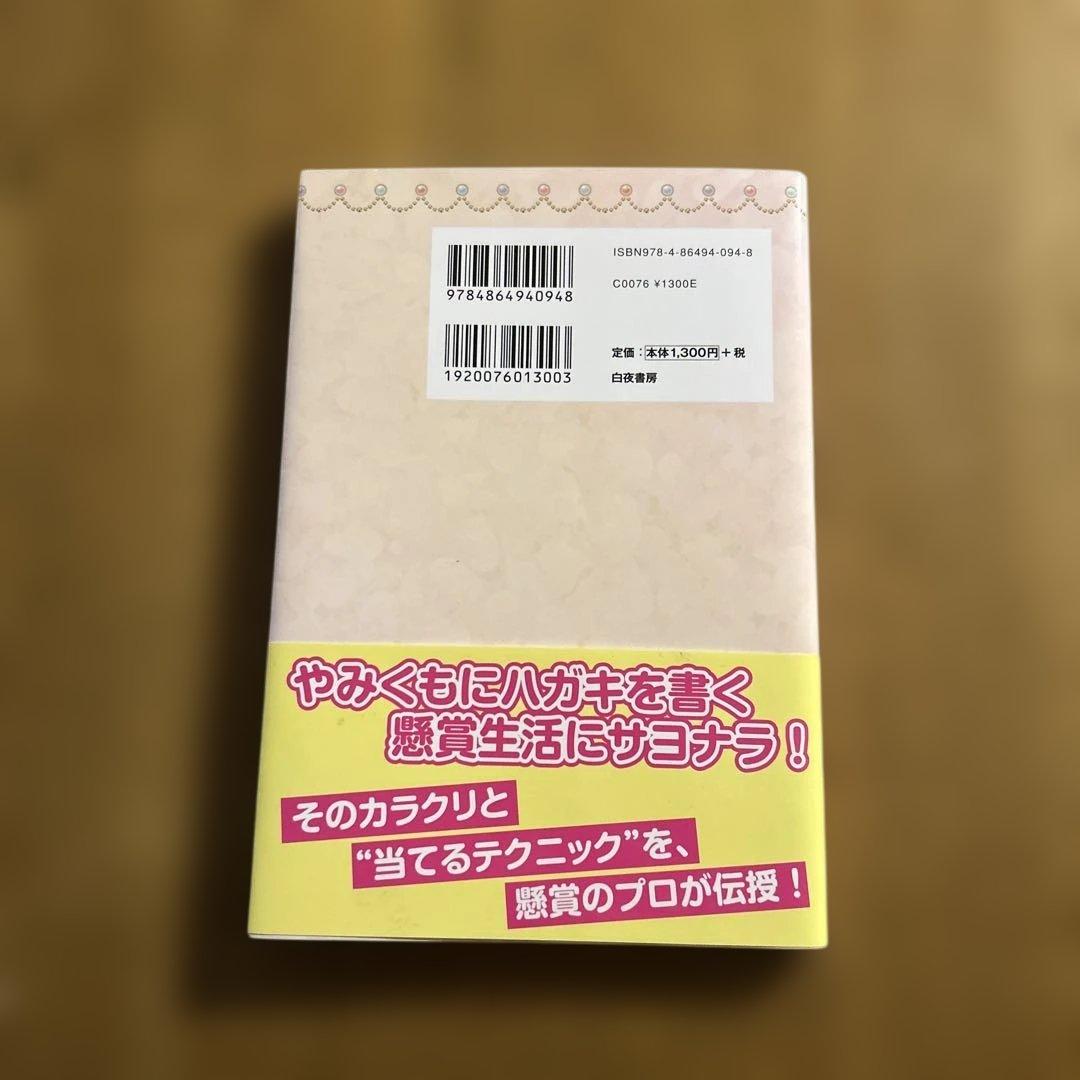 ISBN978-4-86494-094-8
9784864940948
C0076 ¥1300E
1920076013003
定価：本体1,300円＋税
白夜書房
やみくもにハガキを書く
懸賞生活にサヨナラ！
そのカラクリと
“当てるテクニック”を、
懸賞のプロが伝授！